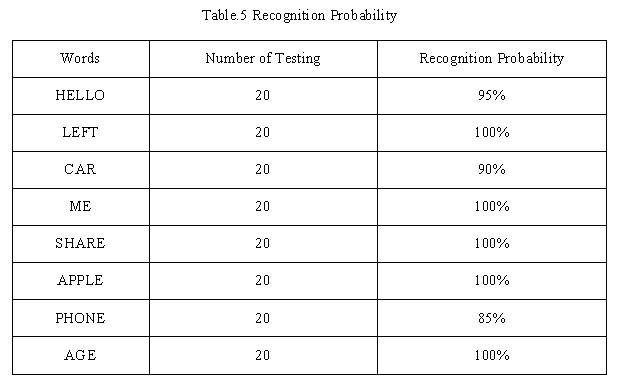 Table.5 Recognition Probability
Words Number of Testing Recognition Probability
HELLO 20 95%
LEFT 20 100%
CAR 20 90%
ME 20 100%
SHARE 20 100%
APPLE 20 100%
PHONE 20 85%
AGE 20 100%